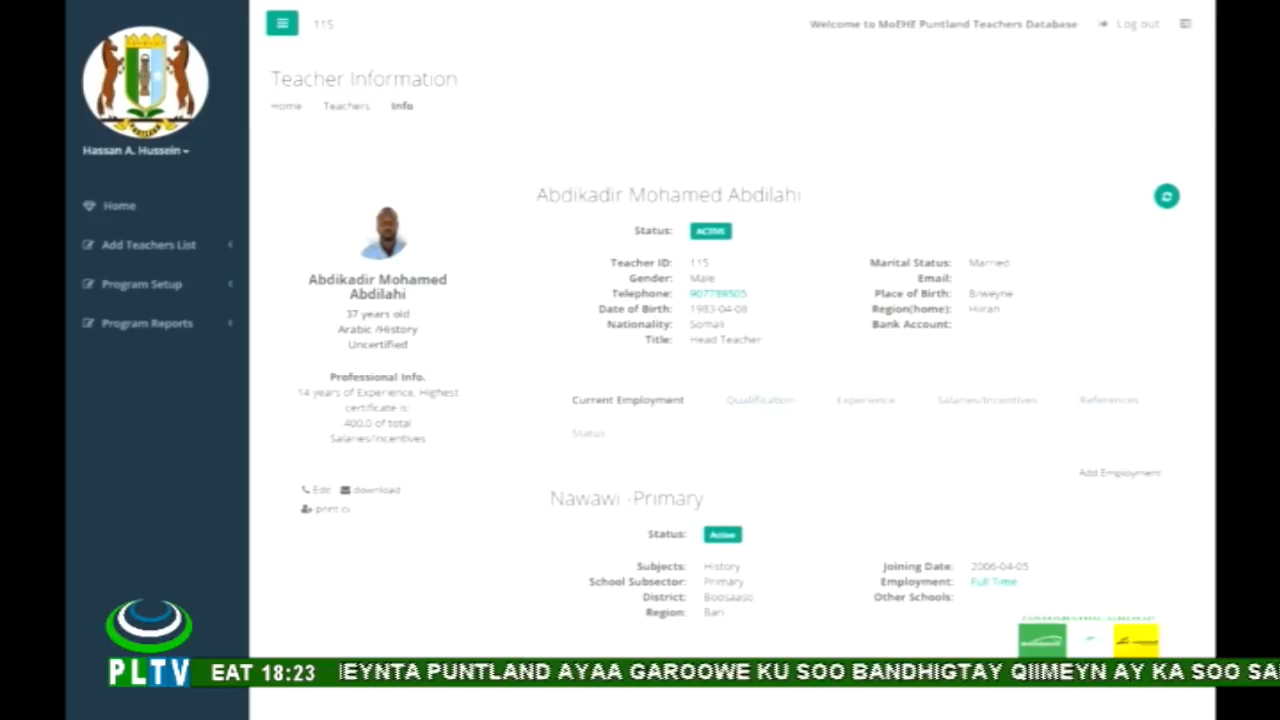 115
Welcome to MoEHE Puntland Teachers Database
Log out
Teacher Information
Home Teachers Info
PUNTLAND
Hassan A. Hussein
Home
Add Teachers List
Program Setup
Program Reports
Abdikadir Mohamed Abdilahi
Status: ACTIVE
Abdikadir Mohamed
Abdilahi
37 years old
Arabic /History
Uncertified
Professional Info.
14 years of Experience, Highest
certificate is:
400.0 of total
Salaries/incentives
Edit download
print cv
Teacher ID: 115
Gender: Male
Telephone: 907789505
Date of Birth: 1983-04-08
Nationality: Somali
Title: Head Teacher
Marital Status: Married
Email:
Place of Birth: B/weyne
Region(home): Hiiran
Bank Account:
Current Employment Qualification Experience Salaries/Incentives References
Status
Add Employment
Nawawi -Primary
Status: Active
Subjects: History
School Subsector: Primary
District: Boosaaso
Region: Bari
Joining Date: 2006-04-05
Employment: Full Time
Other Schools:
PLTV EAT 18:23 IEYNTA PUNTLAND AYAA GAROOWE KU SOO BANDHIGTAY QIIMEYN AY KA SOO SA